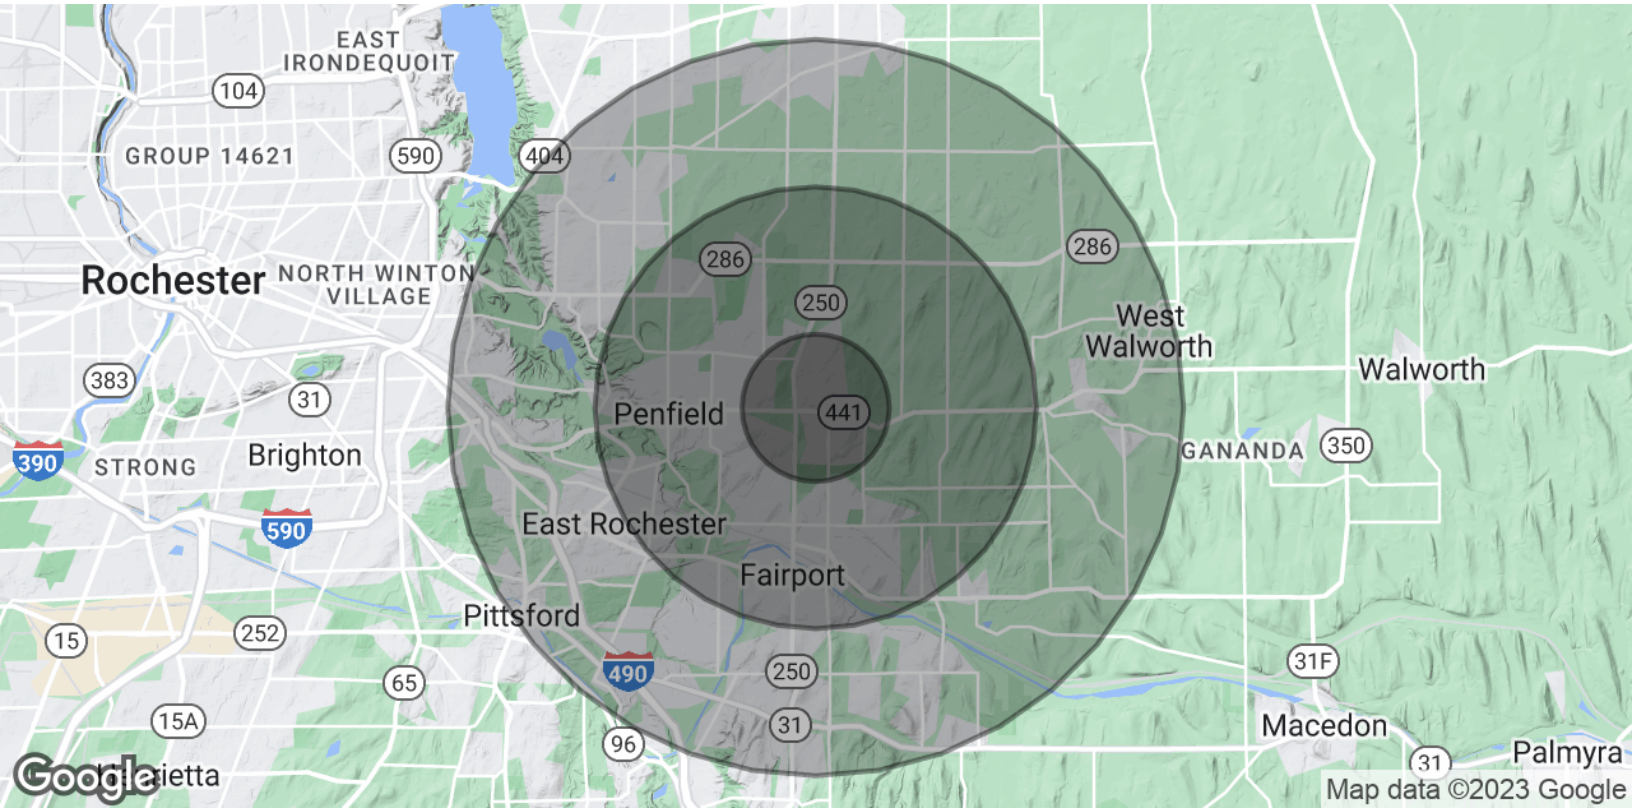 EAST
IRONDEQUOIT
104
GROUP 14621
590
404
Rochester
NORTH WINTON
VILLAGE
286
286
250
West
Walworth
383
31
Walworth
Penfield
441
390
STRONG
Brighton
GANANDA
350
590
East Rochester
Fairport
Pittsford
15
252
490
250
31F
65
15A
31
96
Macedon
Palmyra
31
Google
Map data ©2023 Google